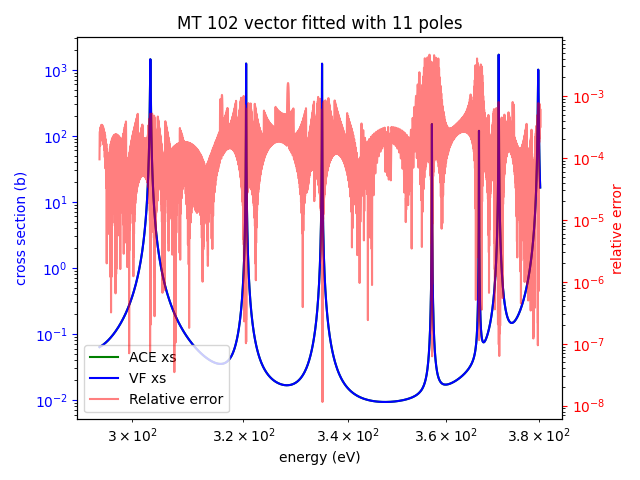 MT 102 vector fitted with 11 poles
cross section (b)
10³
10²
10¹
10⁰
10⁻¹
10⁻²
10⁻³
10⁻⁴
10⁻⁵
10⁻⁶
10⁻⁷
10⁻⁸
relative error
ACE xs
VF xs
Relative error
3 × 10² 3.2 × 10² 3.4 × 10² 3.6 × 10² 3.8 × 10²
energy (eV)